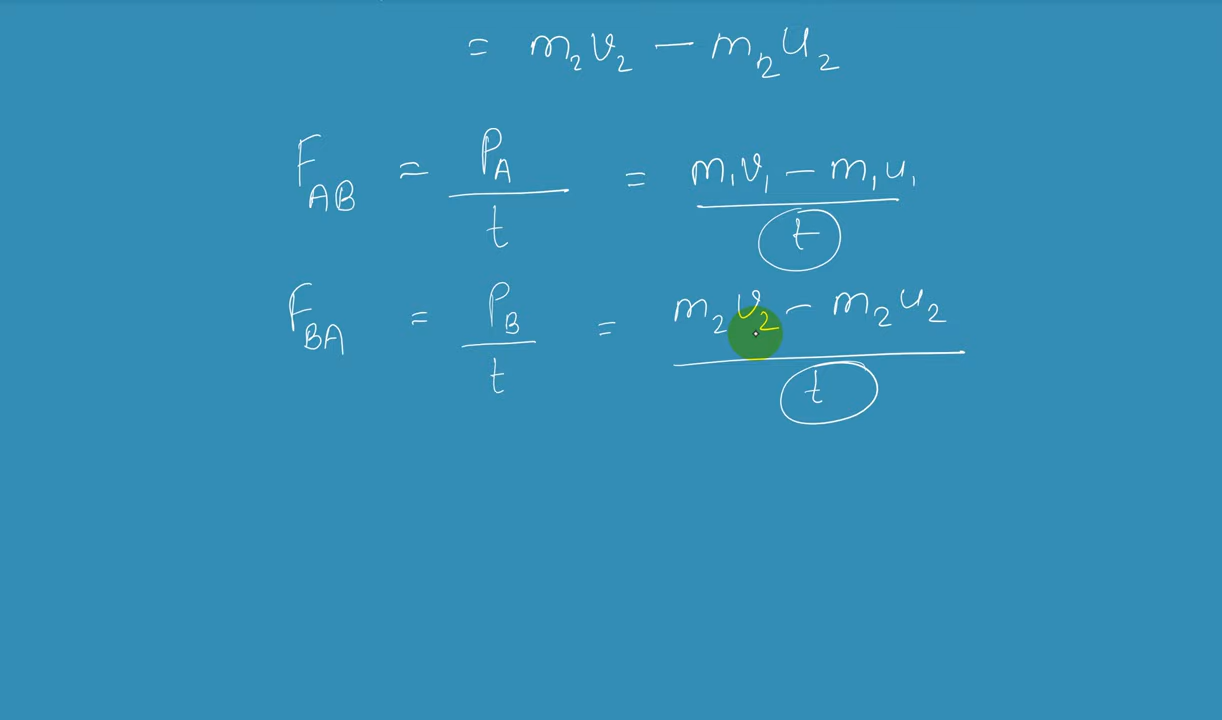 = m₂v₂ − m₂u₂
F_AB = P_A / t = (m₁v₁ − m₁u₁) / t
F_BA = P_B / t = (m₂v₂ − m₂u₂) / t